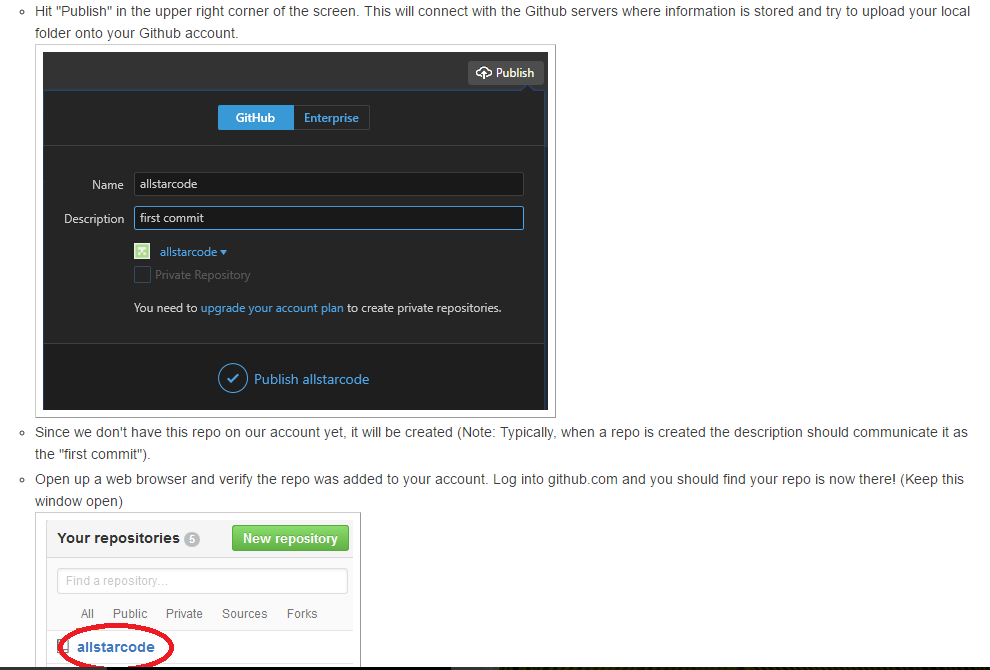 Hit "Publish" in the upper right corner of the screen. This will connect with the Github servers where information is stored and try to upload your local
folder onto your Github account.
Publish
GitHub Enterprise
Name allstarcode
Description first commit
allstarcode
Private Repository
You need to upgrade your account plan to create private repositories.
Publish allstarcode
Since we don't have this repo on our account yet, it will be created (Note: Typically, when a repo is created the description should communicate it as
the "first commit").
Open up a web browser and verify the repo was added to your account. Log into github.com and you should find your repo is now there! (Keep this
window open)
Your repositories 5 New repository
Find a repository...
All Public Private Sources Forks
allstarcode